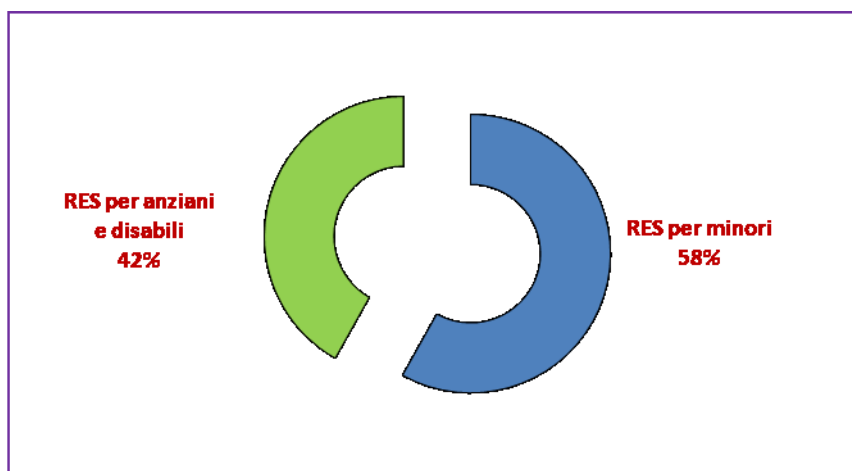 RES per anziani
e disabili
42%
RES per minori
58%